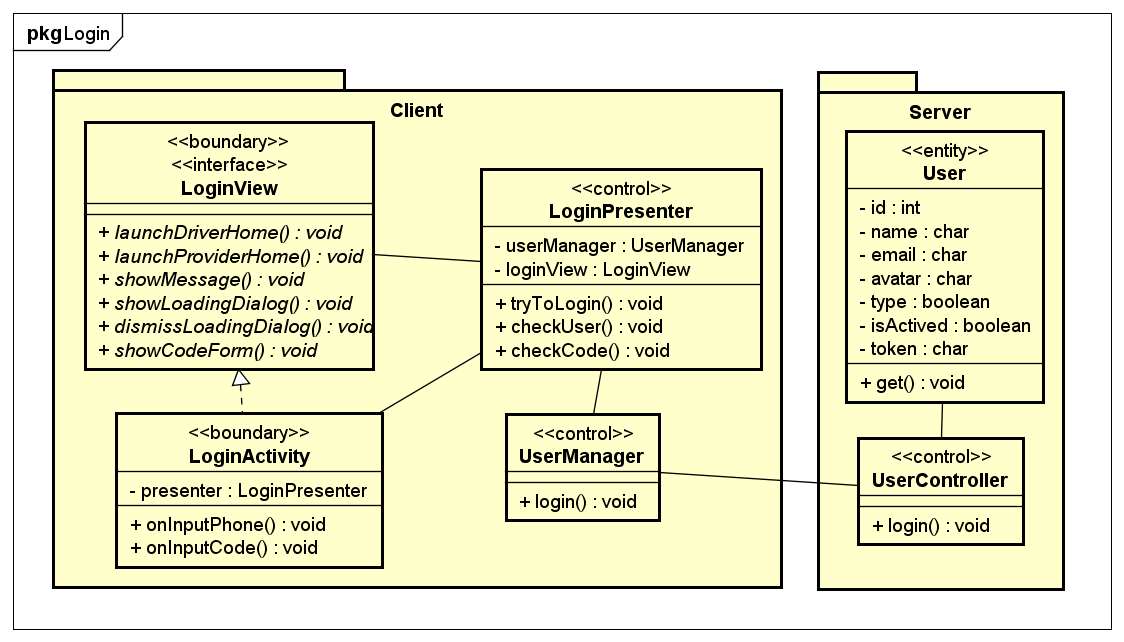 pkg Login
Client
<<boundary>>
<<interface>>
LoginView
+ launchDriverHome() : void
+ launchProviderHome() : void
+ showMessage() : void
+ showLoadingDialog() : void
+ dismissLoadingDialog() : void
+ showCodeForm() : void
<<control>>
LoginPresenter
- userManager : UserManager
- loginView : LoginView
+ tryToLogin() : void
+ checkUser() : void
+ checkCode() : void
<<boundary>>
LoginActivity
- presenter : LoginPresenter
+ onInputPhone() : void
+ onInputCode() : void
<<control>>
UserManager
+ login() : void
Server
<<entity>>
User
- id : int
- name : char
- email : char
- avatar : char
- type : boolean
- isActived : boolean
- token : char
+ get() : void
<<control>>
UserController
+ login() : void